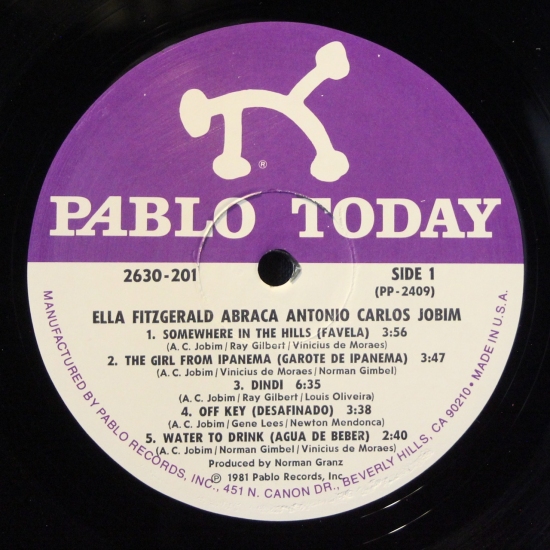 ®
PABLO TODAY
2630-201
SIDE 1
(PP-2409)
ELLA FITZGERALD ABRACA ANTONIO CARLOS JOBIM
1. SOMEWHERE IN THE HILLS (FAVELA) 3:56
(A. C. Jobim/Ray Gilbert/Vinicius de Moraes)
2. THE GIRL FROM IPANEMA (GAROTE DE IPANEMA) 3:47
(A. C. Jobim/Vinicius de Moraes/Norman Gimbel)
3. DINDI 6:35
(A. C. Jobim/Ray Gilbert/Louis Oliveira)
4. OFF KEY (DESAFINADO) 3:38
(A. C. Jobim/Gene Lees/Newton Mendonca)
5. WATER TO DRINK (AGUA DE BEBER) 2:40
(A. C. Jobim/Norman Gimbel/Vinicius de Moraes)
Produced by Norman Granz
℗ 1981 Pablo Records, Inc.
MANUFACTURED BY PABLO RECORDS, INC., 451 N. CANON DR., BEVERLY HILLS, CA 90210 • MADE IN U.S.A.